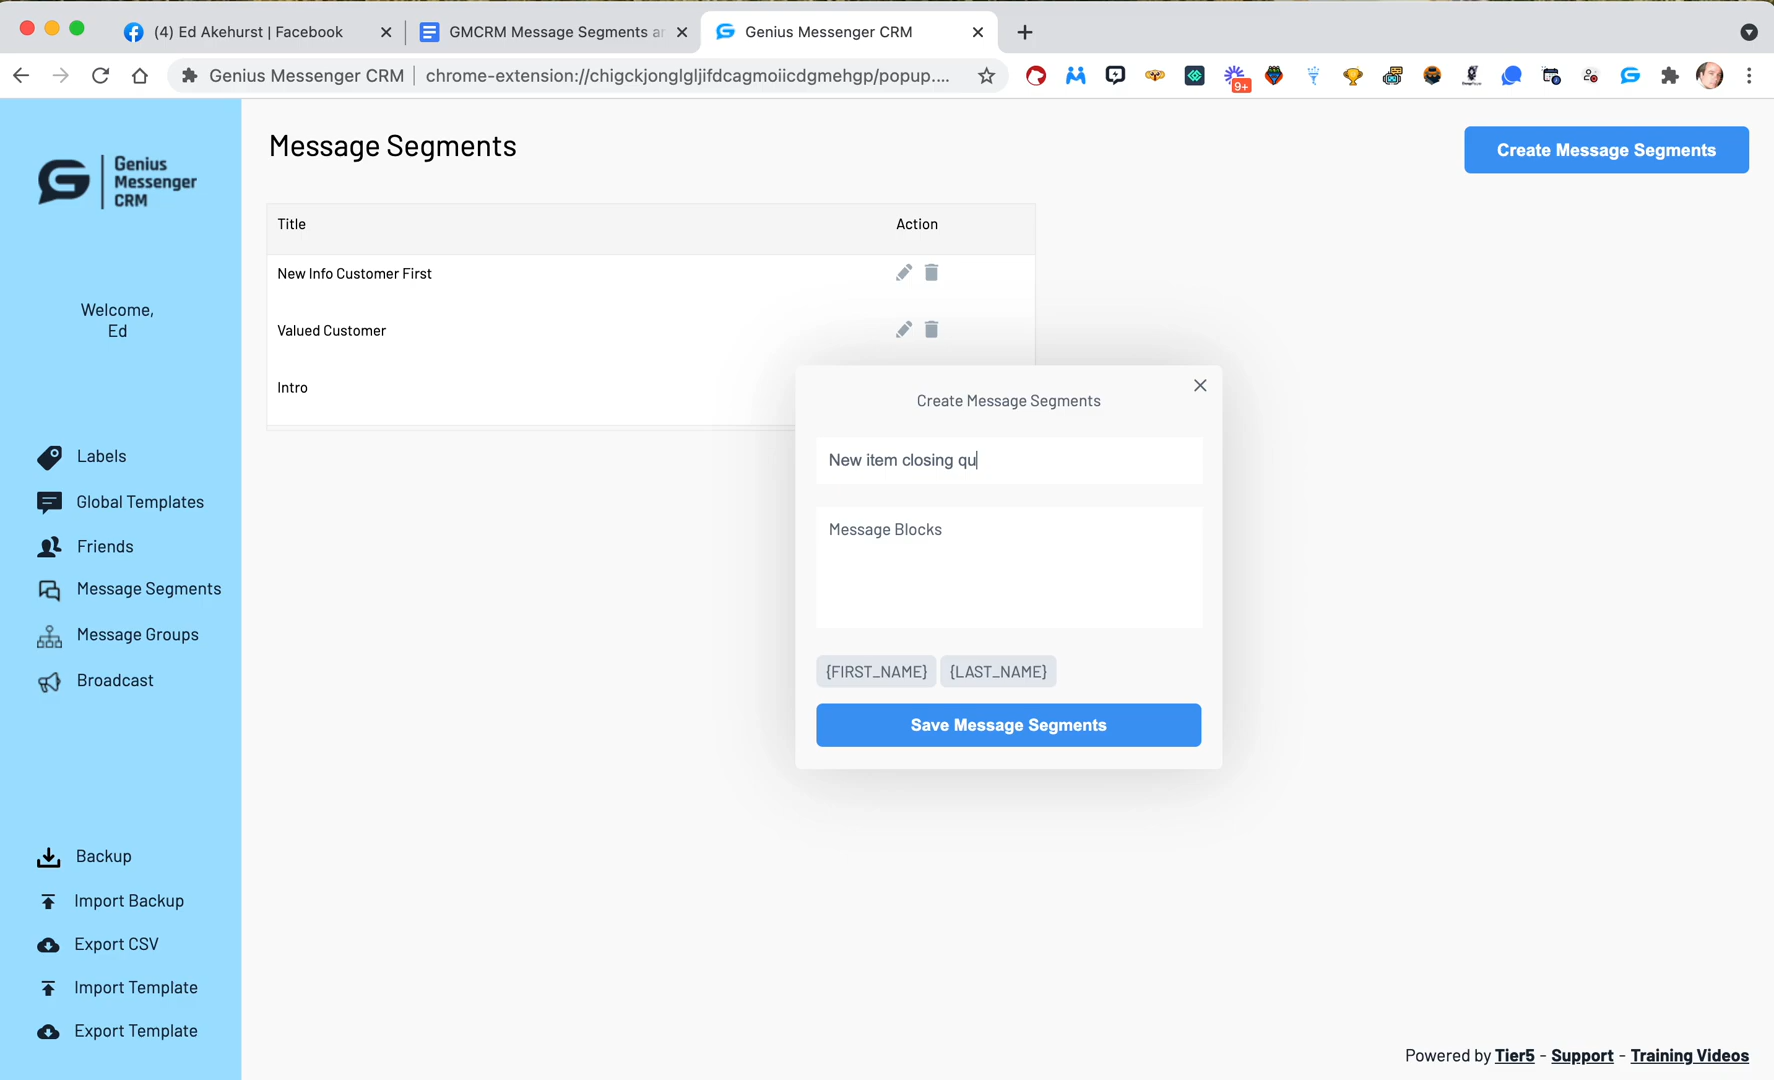 (4) Ed Akehurst | Facebook
GMCRM Message Segments ar
Genius Messenger CRM
Genius Messenger CRM
chrome-extension://chigckjonglgljifdcagmoiicdgmehgp/popup....
9+
Genius
Messenger
CRM
Welcome,
Ed
Labels
Global Templates
Friends
Message Segments
Message Groups
Broadcast
Backup
Import Backup
Export CSV
Import Template
Export Template
Message Segments
Create Message Segments
Title
Action
New Info Customer First
Valued Customer
Intro
Create Message Segments
New item closing qu
Message Blocks
{FIRST_NAME}
{LAST_NAME}
Save Message Segments
Powered by Tier5 - Support - Training Videos